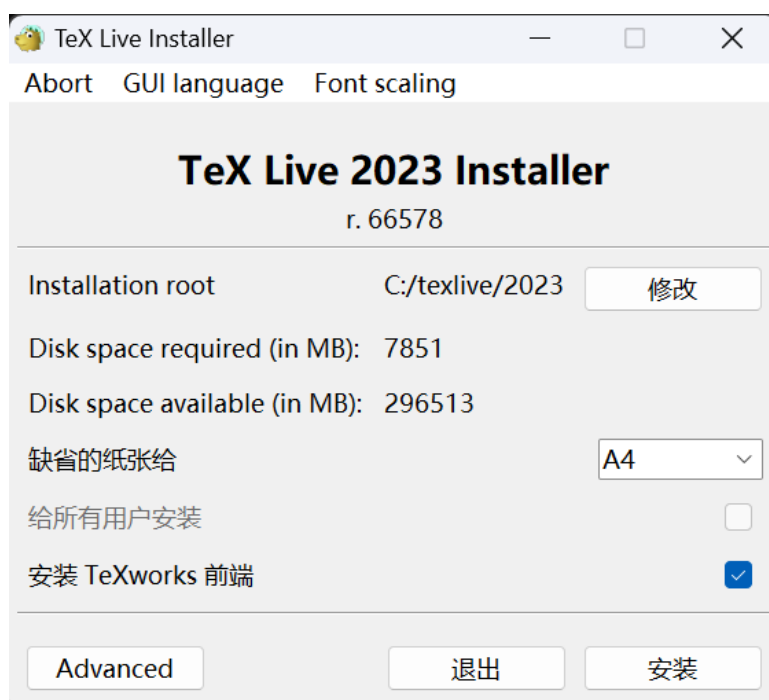 TeX Live Installer
Abort GUI language Font scaling
TeX Live 2023 Installer
r. 66578
Installation root C:/texlive/2023 修改
Disk space required (in MB): 7851
Disk space available (in MB): 296513
缺省的纸张给 A4
给所有用户安装
安装 TeXworks 前端
Advanced 退出 安装